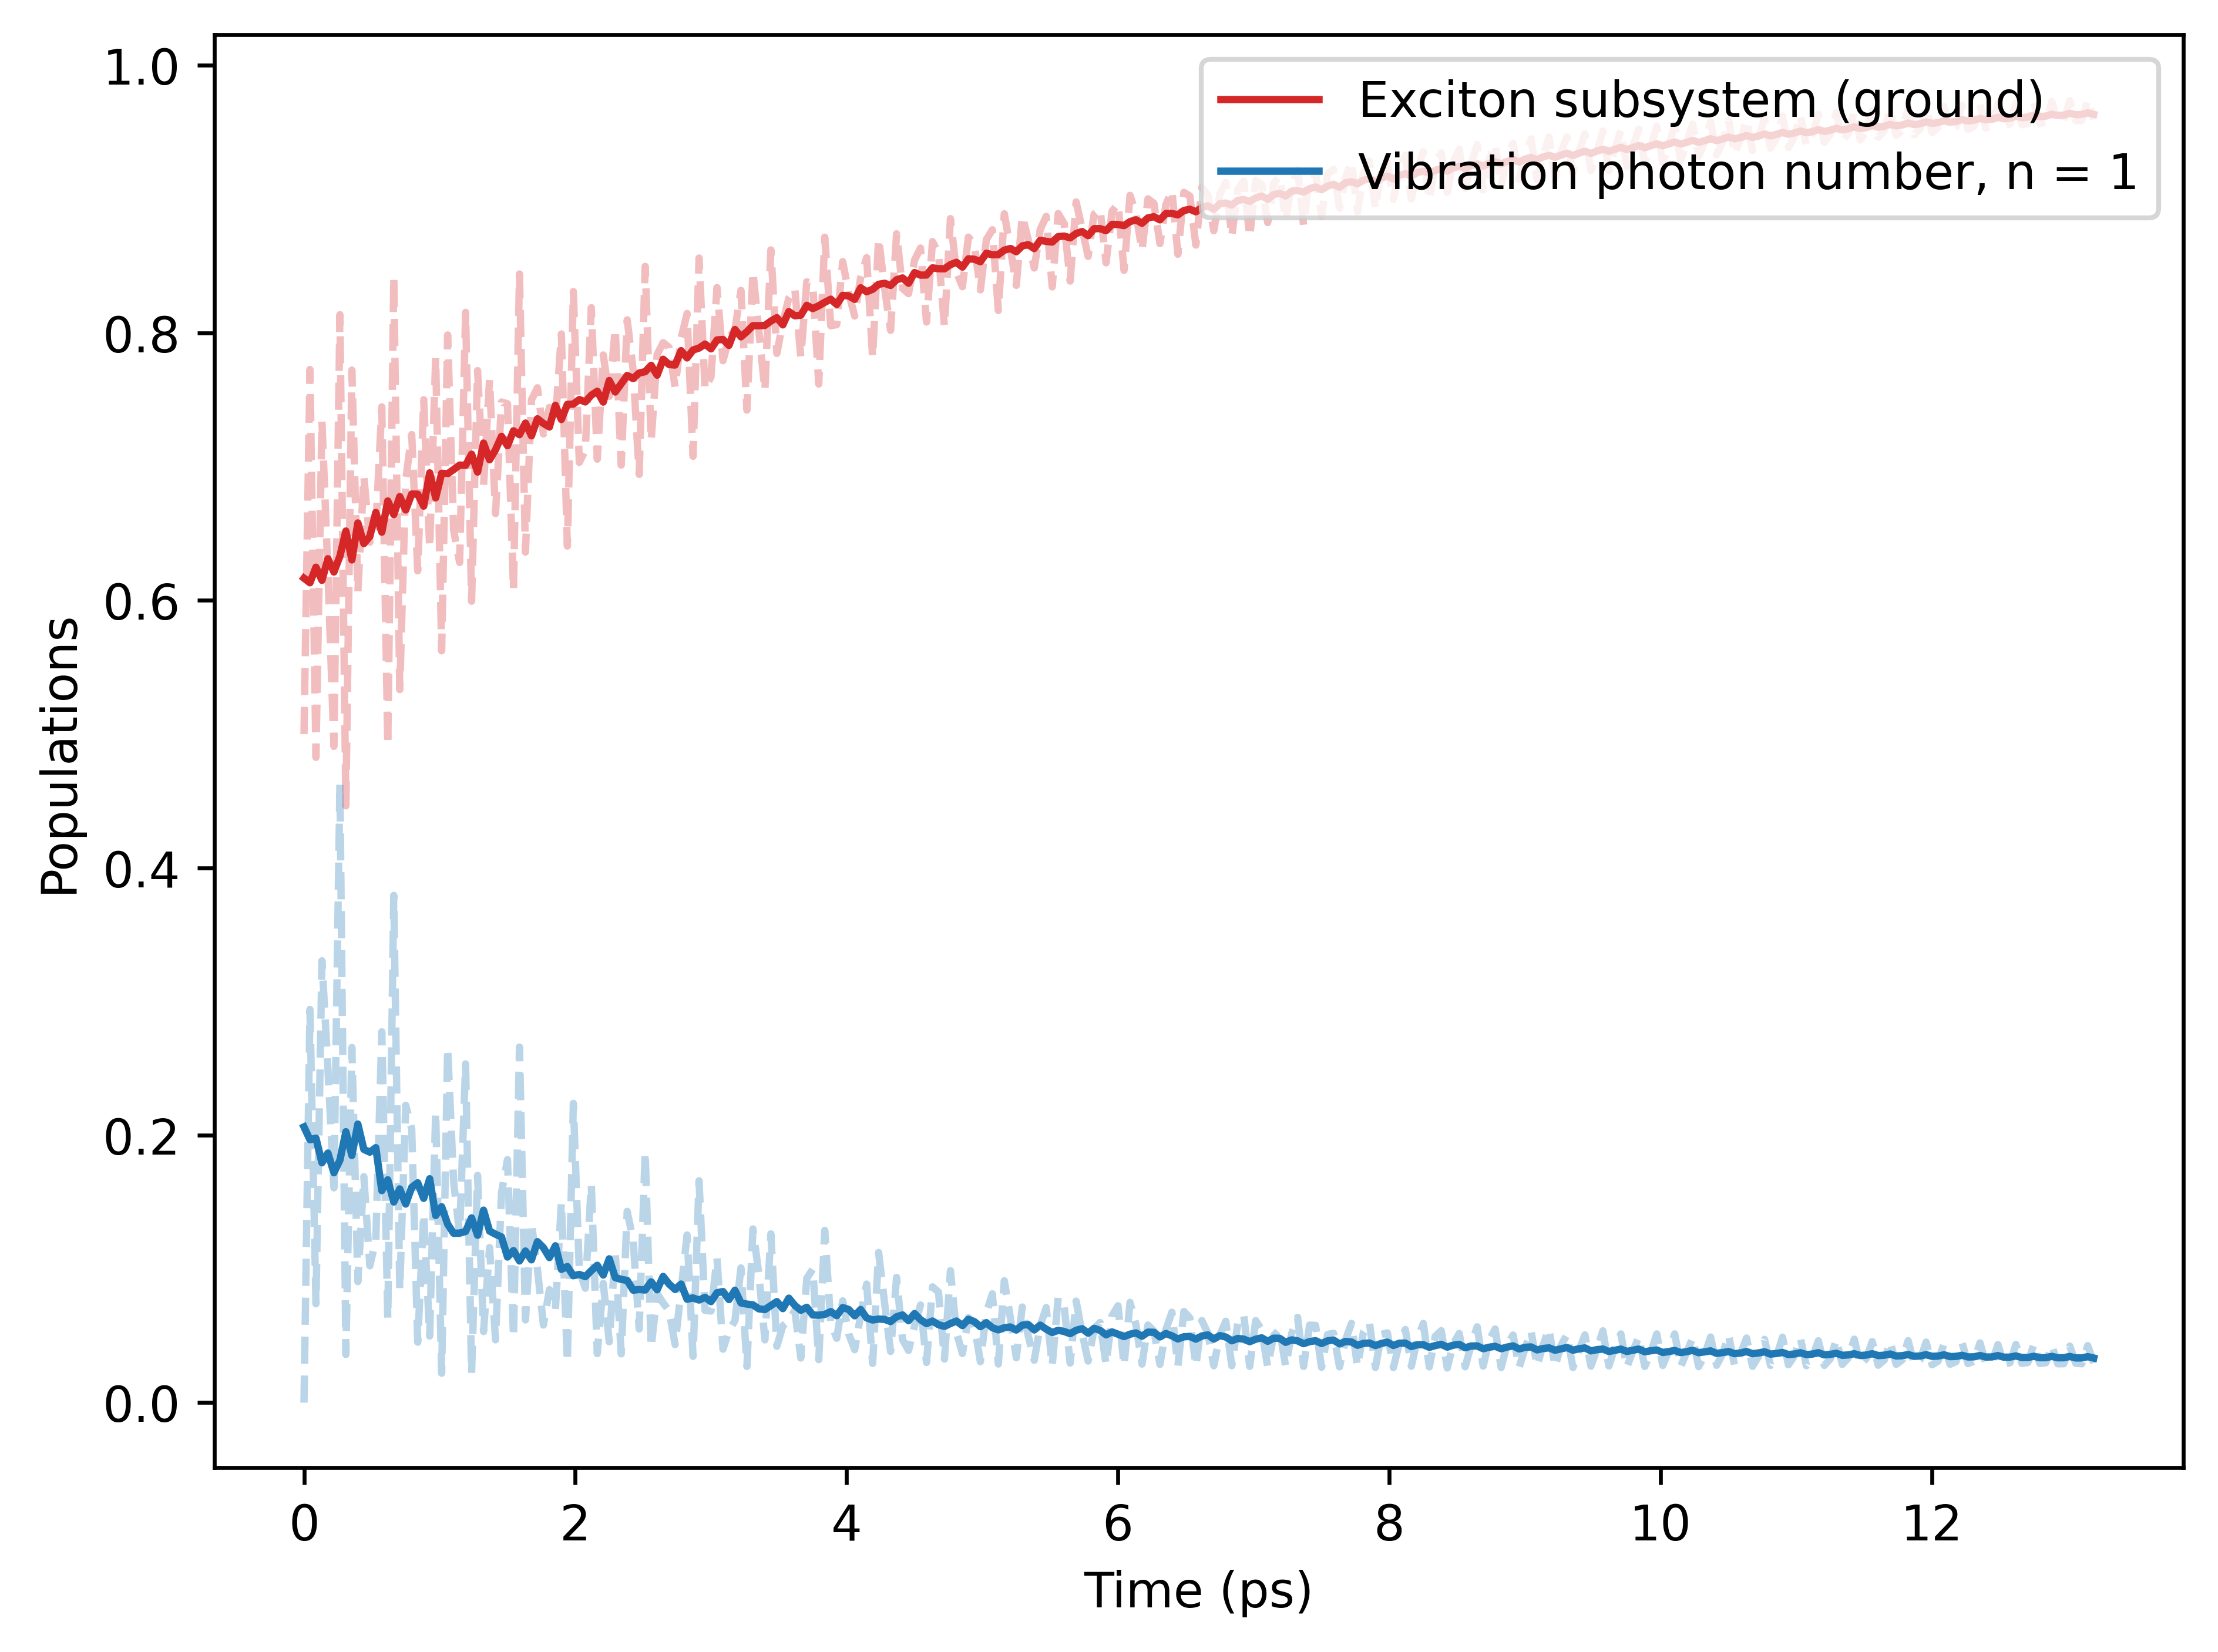 1.0
0.8
0.6
0.4
0.2
0.0
Populations
Exciton subsystem (ground)
Vibration photon number, n = 1
0 2 4 6 8 10 12
Time (ps)